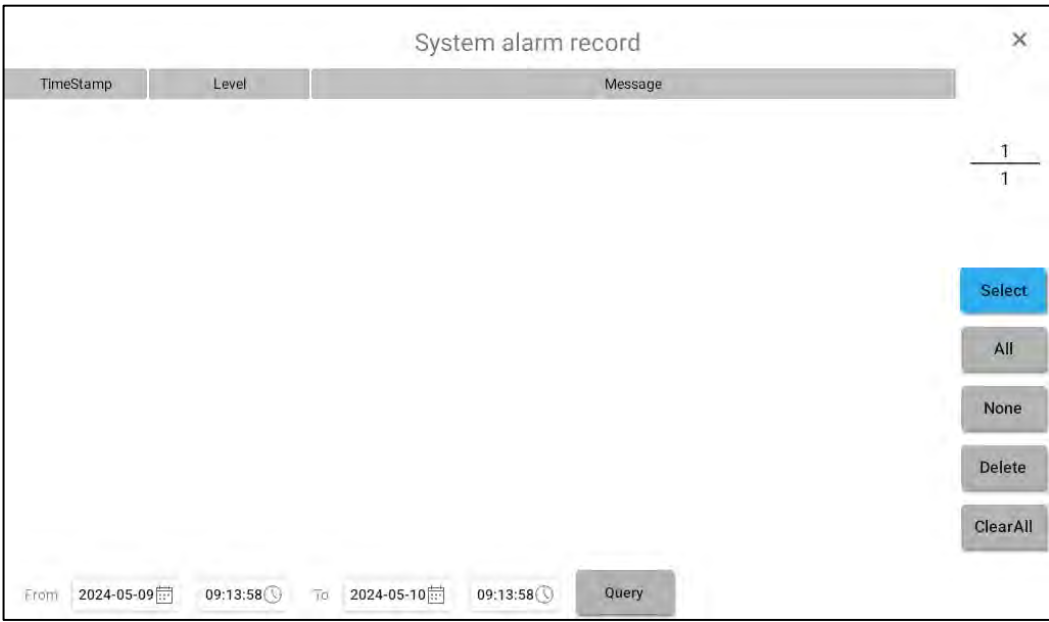 System alarm record
×
TimeStamp Level Message
1
1
Select
All
None
Delete
ClearAll
From 2024-05-09 09:13:58 To 2024-05-10 09:13:58 Query